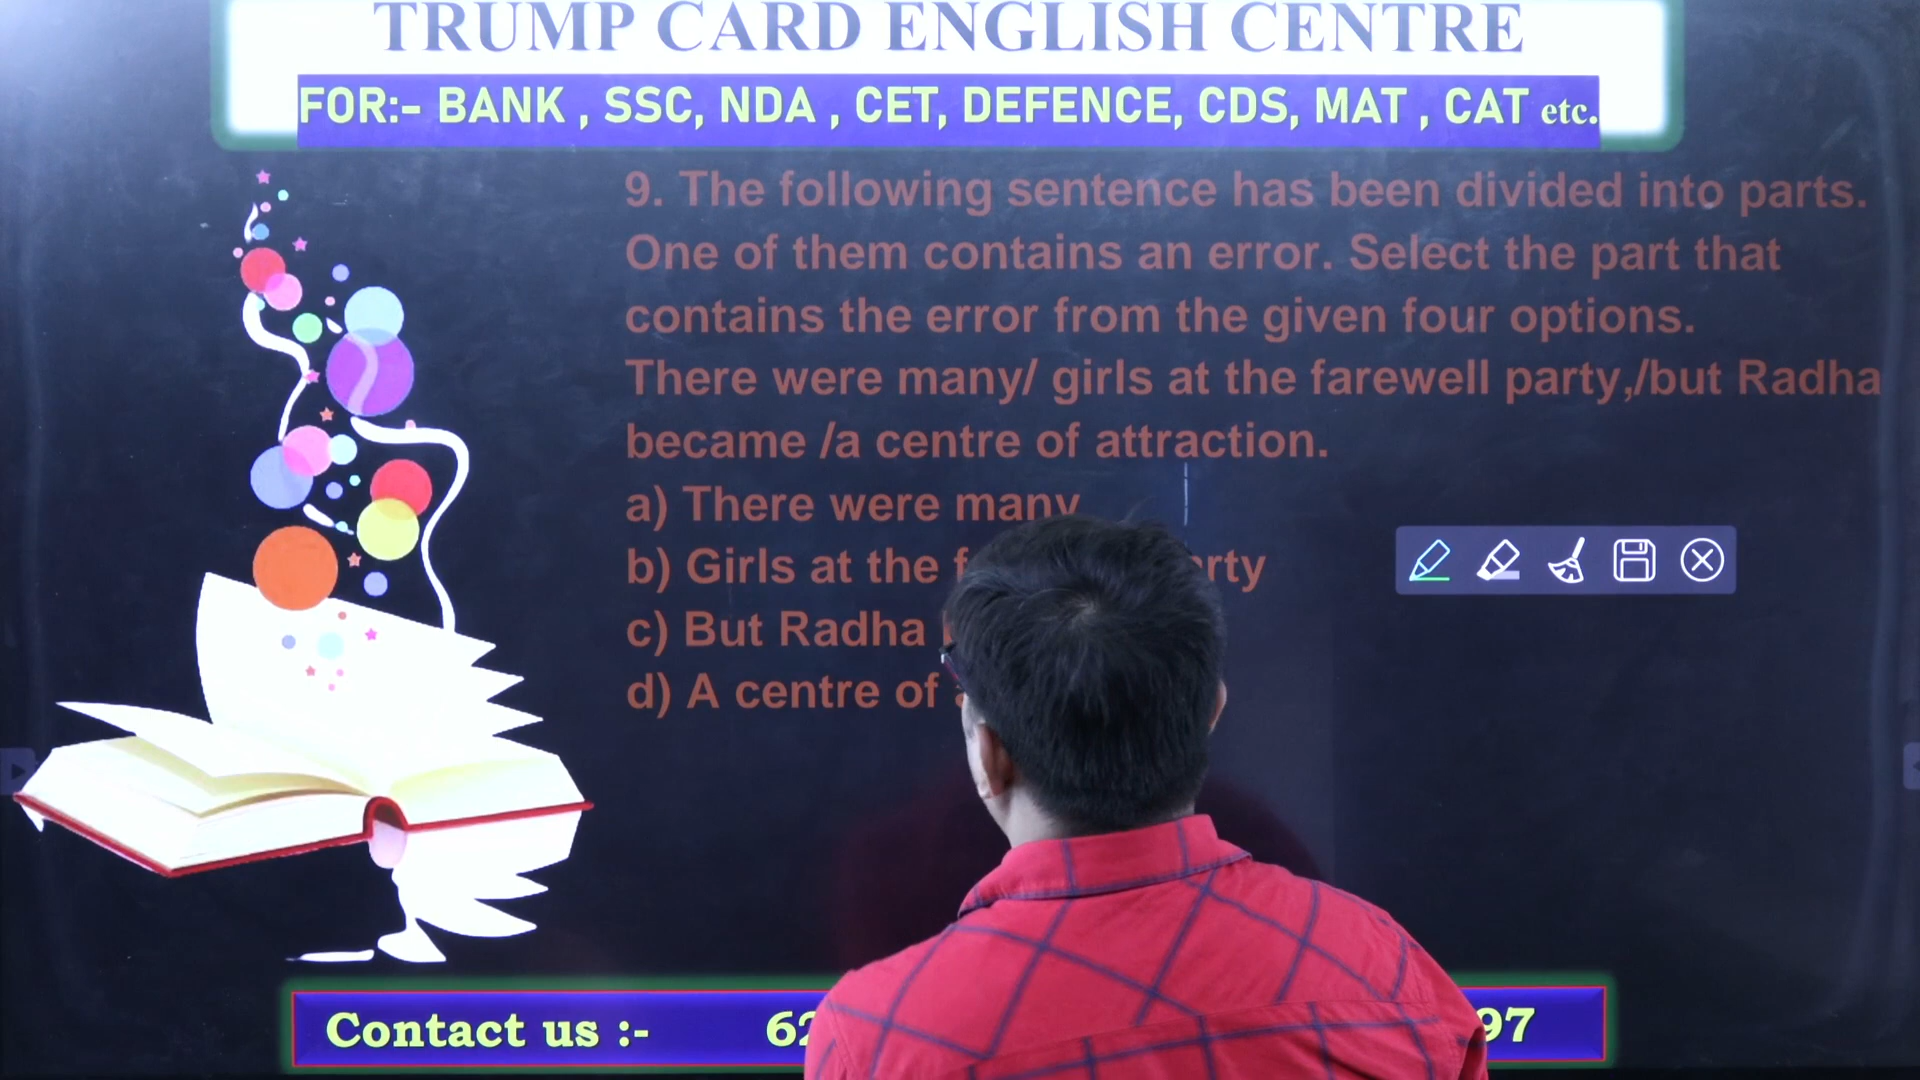 TRUMP CARD ENGLISH CENTRE
FOR:- BANK , SSC, NDA , CET, DEFENCE, CDS, MAT , CAT etc.
9. The following sentence has been divided into parts.
One of them contains an error. Select the part that
contains the error from the given four options.
There were many/ girls at the farewell party,/but Radha
became /a centre of attraction.
a) There were many
b) Girls at the
c) But Radha
d) A centre of
Contact us :- 62 97